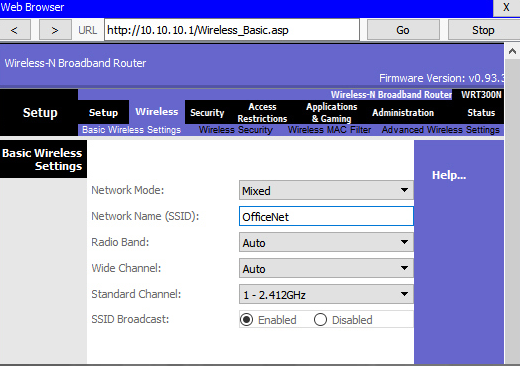 Web Browser X
< > URL http://10.10.10.1/Wireless_Basic.asp Go Stop
Wireless-N Broadband Router
Firmware Version: v0.93.3
Wireless-N Broadband Router WRT300N
Setup Setup Wireless Security Access Restrictions Applications & Gaming Administration Status
Basic Wireless Settings Wireless Security Wireless MAC Filter Advanced Wireless Settings
Basic Wireless Settings
Help...
Network Mode: Mixed
Network Name (SSID): OfficeNet
Radio Band: Auto
Wide Channel: Auto
Standard Channel: 1 - 2.412GHz
SSID Broadcast: Enabled Disabled